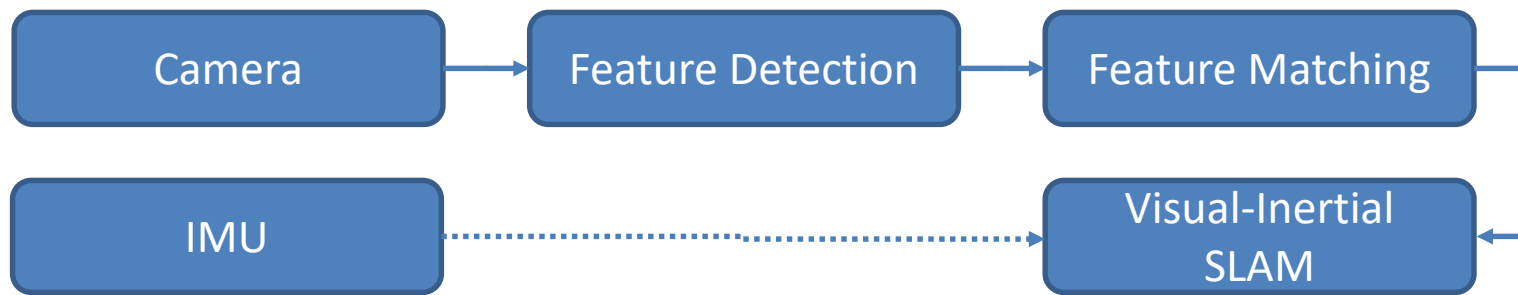 Camera
Feature Detection
Feature Matching
IMU
Visual-Inertial
SLAM